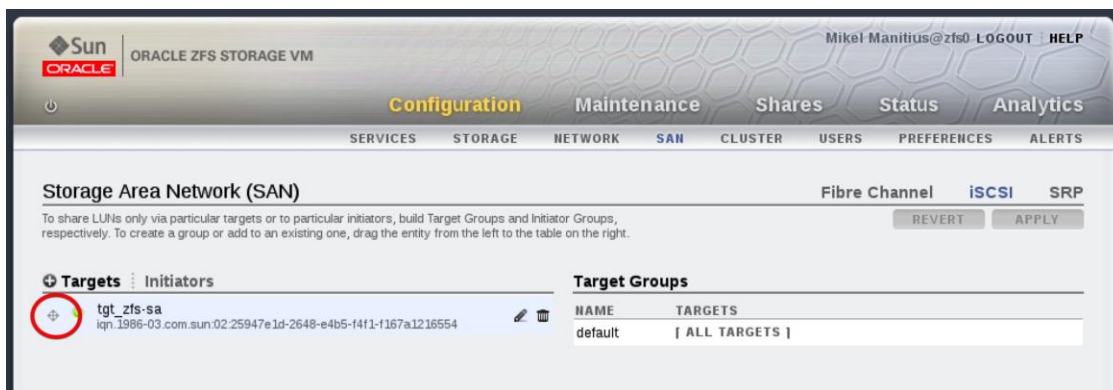 Sun
ORACLE
ORACLE ZFS STORAGE VM
Mikel Manitius@zfs0 LOGOUT HELP
Configuration Maintenance Shares Status Analytics
SERVICES STORAGE NETWORK SAN CLUSTER USERS PREFERENCES ALERTS
Storage Area Network (SAN)
Fibre Channel iSCSI SRP
To share LUNs only via particular targets or to particular initiators, build Target Groups and Initiator Groups,
respectively. To create a group or add to an existing one, drag the entity from the left to the table on the right.
REVERT APPLY
Targets Initiators
tgt_zfs-sa
iqn.1986-03.com.sun:02:25947e1d-2648-e4b5-f4f1-f167a1216554
Target Groups
NAME TARGETS
default [ ALL TARGETS ]